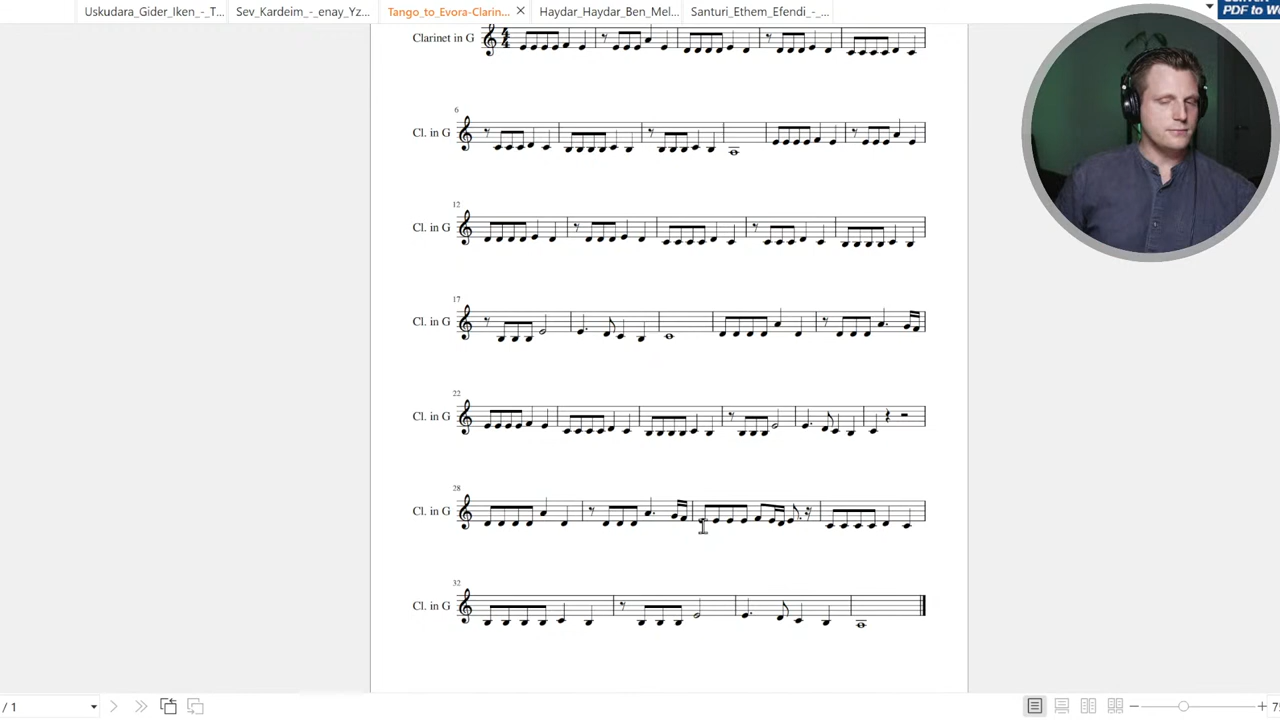 Uskudara_Gider_Iken_-_T... Sev_Kardeim_-_enay_Yz... Tango_to_Evora-Clarin... Haydar_Haydar_Ben_Mel... Santuri_Ethem_Efendi_-_...
PDF to
Clarinet in G
6
Cl. in G
12
Cl. in G
17
Cl. in G
22
Cl. in G
28
Cl. in G
32
Cl. in G
/ 1